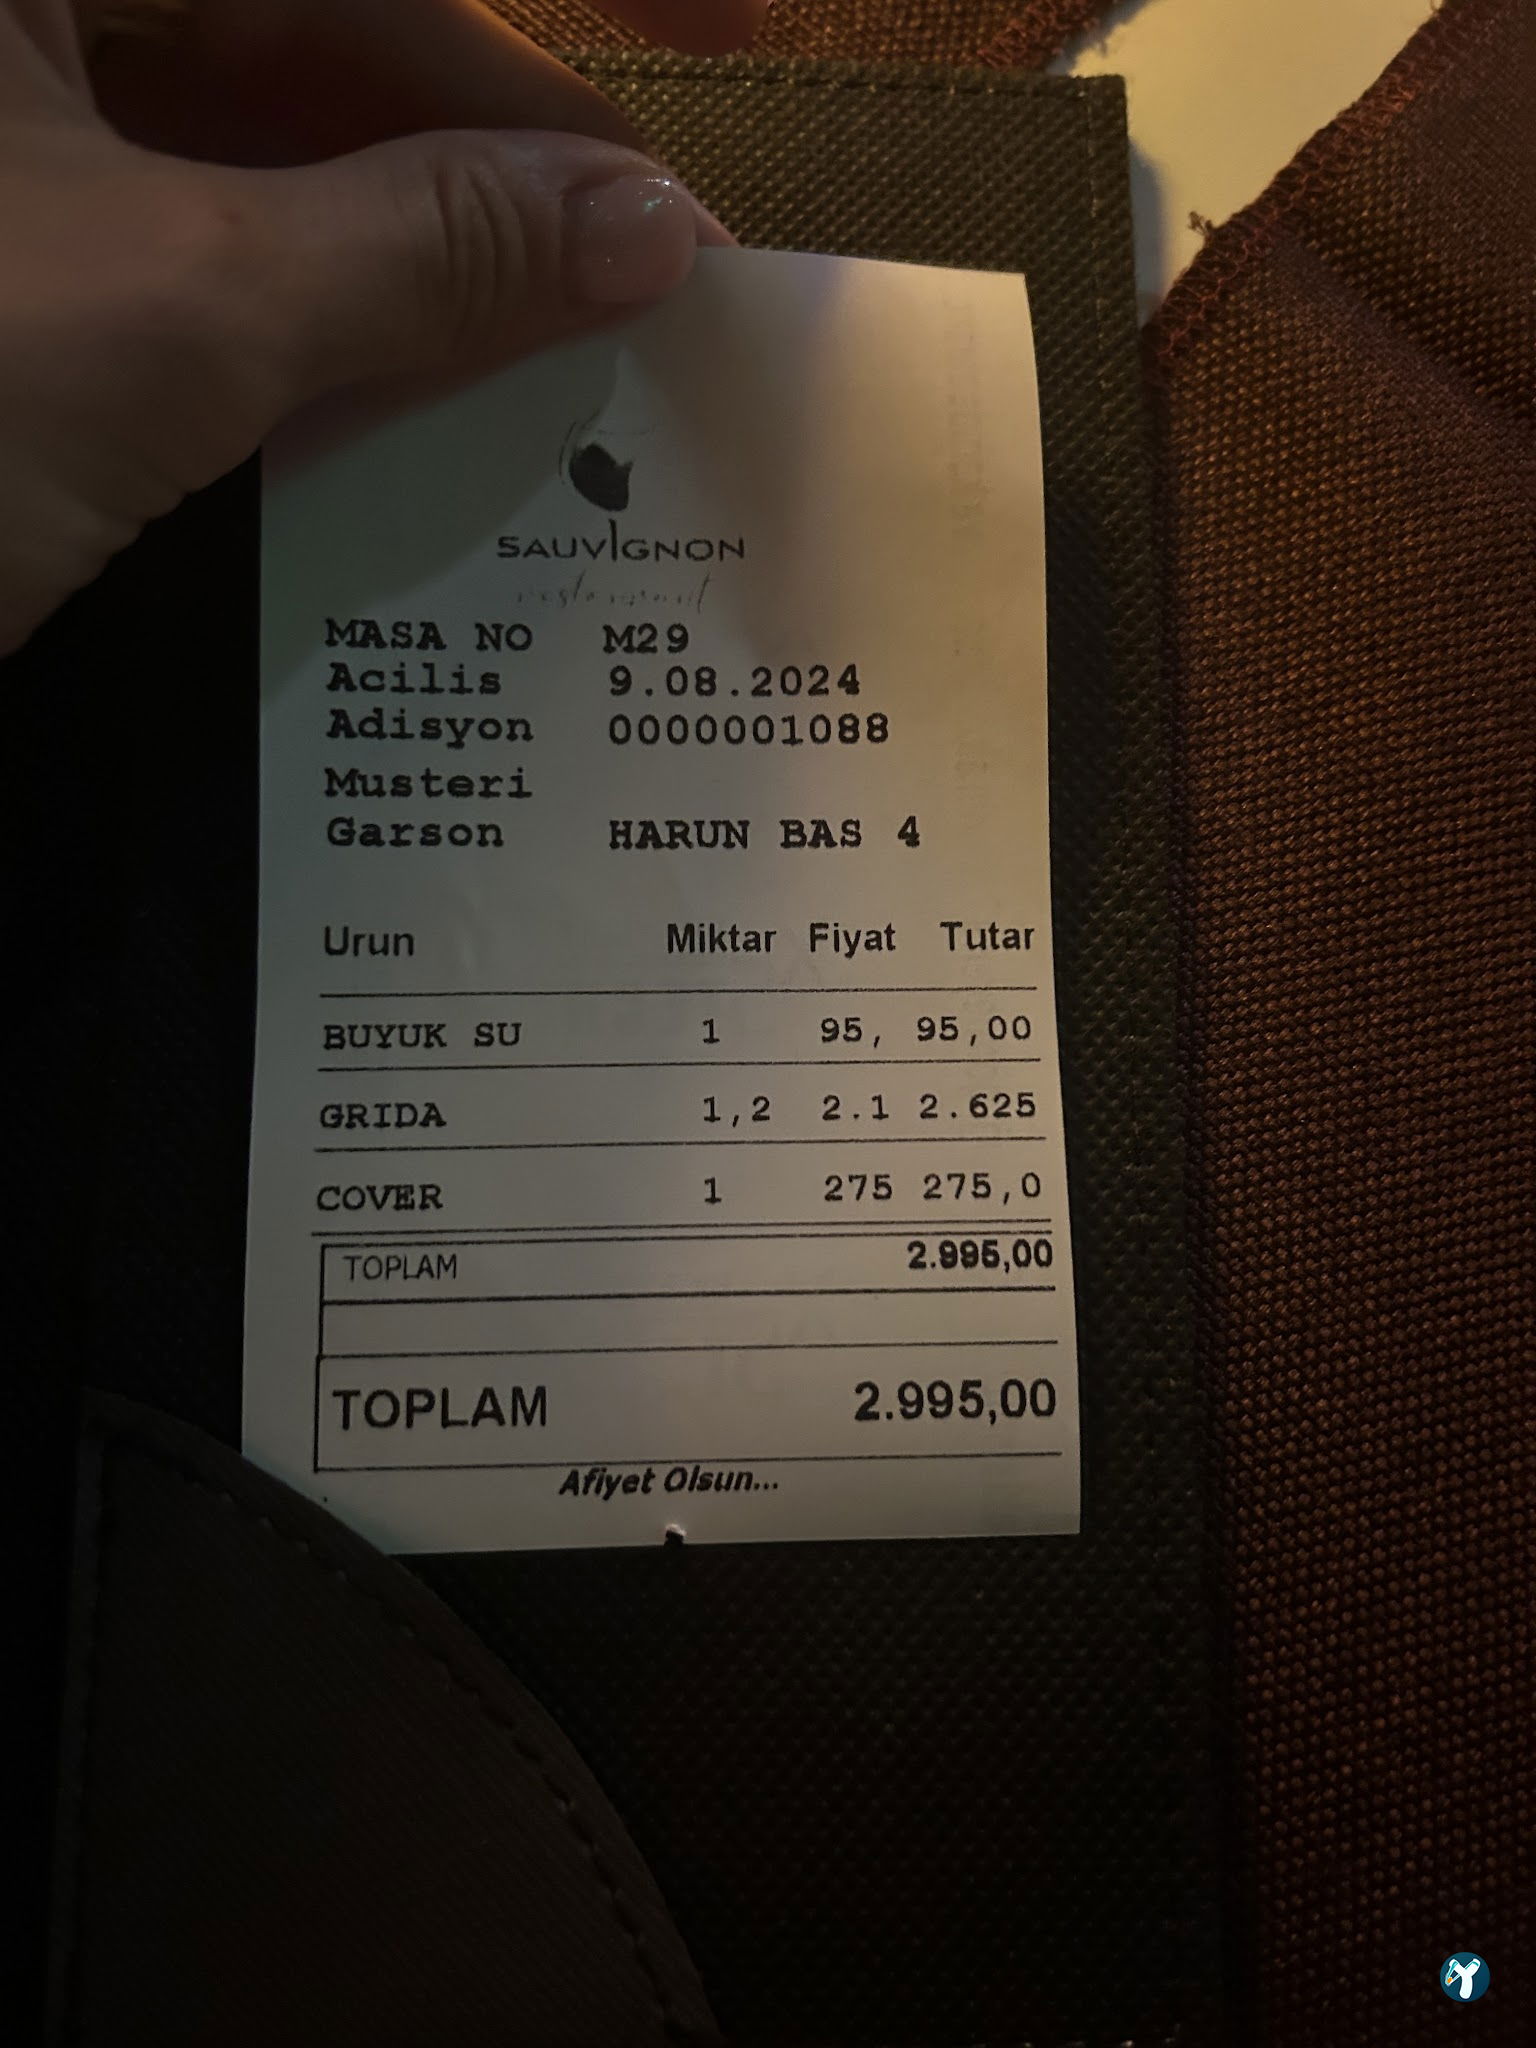 SAUVIGNON
restaurant
MASA NO M29
Acilis 9.08.2024
Adisyon 0000001088
Musteri
Garson HARUN BAS 4
Urun Miktar Fiyat Tutar
BUYUK SU 1 95, 95,00
GRIDA 1,2 2.1 2.625
COVER 1 275 275,0
TOPLAM 2.995,00
TOPLAM 2.995,00
Afiyet Olsun...